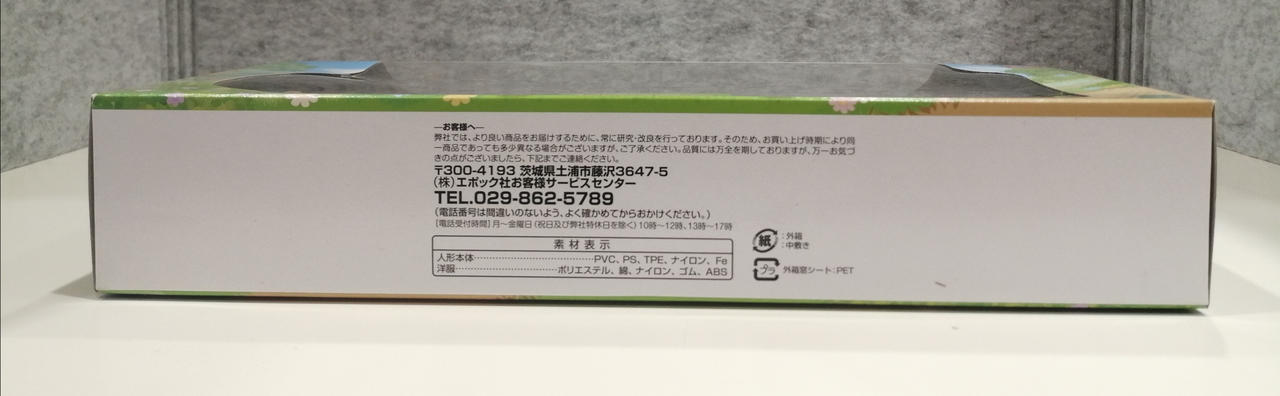 ―お客様へ―
弊社では、より良い商品をお届けするために、常に研究・改良を行っております。そのため、お買い上げ時期により同
一商品であっても多少異なる場合がございますが、ご了承ください。品質には万全を期しておりますが、万一お気づ
きの点がございましたら、下記までご連絡ください。
〒300-4193 茨城県土浦市藤沢3647-5
(株)エポック社お客様サービスセンター
TEL.029-862-5789
(電話番号は間違いのないよう、よく確かめてからおかけください。)
[電話受付時間]月〜金曜日(祝日及び弊社特休日を除く)10時〜12時、13時〜17時
素材表示
人形本体……………………PVC、PS、TPE、ナイロン、Fe
洋服……………………ポリエステル、綿、ナイロン、ゴム、ABS
紙 :外箱
:中敷き
プラ 外箱窓シート:PET